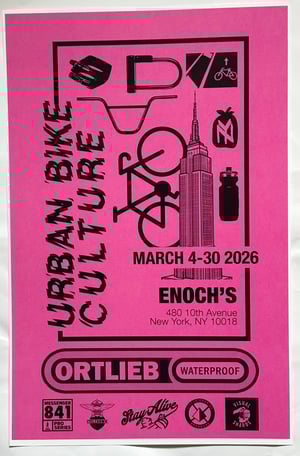 URBAN BIKE
CULTURE
MARCH 4-30 2026
ENOCH'S
480 10th Avenue
New York, NY 10018
ORTLIEB
WATERPROOF
MESSENGER
841
PRO
SERIES
Stay Alive
VISUAL